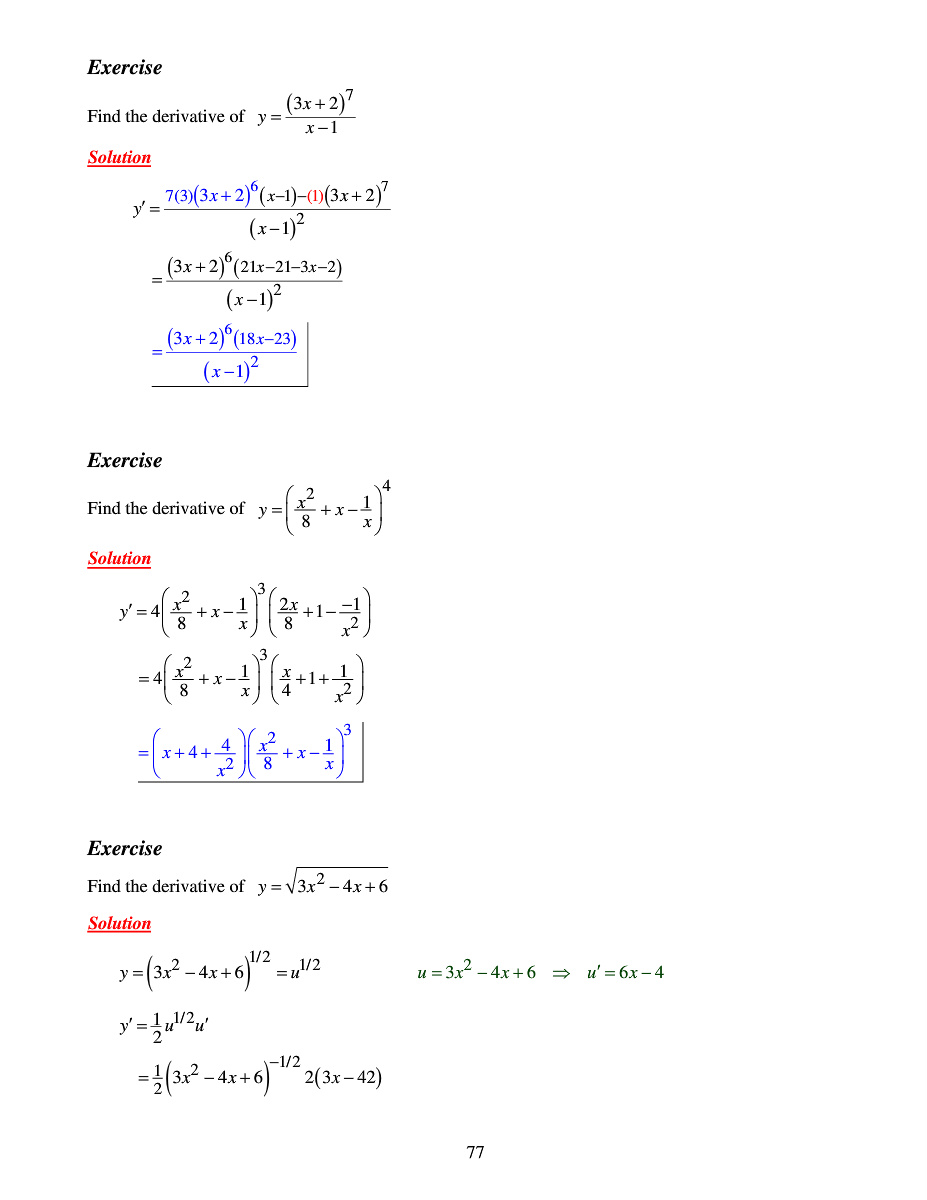 Exercise
Find the derivative of y = \frac{(3x+2)^7}{x-1}
Solution
y' = \frac{7(3)(3x+2)^6(x-1)-(1)(3x+2)^7}{(x-1)^2}
= \frac{(3x+2)^6(21x-21-3x-2)}{(x-1)^2}
= \frac{(3x+2)^6(18x-23)}{(x-1)^2}
Exercise
Find the derivative of y = \left(\frac{x^2}{8}+x-\frac{1}{x}\right)^4
Solution
y' = 4\left(\frac{x^2}{8}+x-\frac{1}{x}\right)^3\left(\frac{2x}{8}+1-\frac{-1}{x^2}\right)
= 4\left(\frac{x^2}{8}+x-\frac{1}{x}\right)^3\left(\frac{x}{4}+1+\frac{1}{x^2}\right)
= \left(x+4+\frac{4}{x^2}\right)\left(\frac{x^2}{8}+x-\frac{1}{x}\right)^3
Exercise
Find the derivative of y = \sqrt{3x^2-4x+6}
Solution
y = (3x^2-4x+6)^{1/2} = u^{1/2} u = 3x^2-4x+6 ⇒ u' = 6x-4
y' = \frac{1}{2}u^{1/2}u'
= \frac{1}{2}(3x^2-4x+6)^{-1/2} 2(3x-42)
77